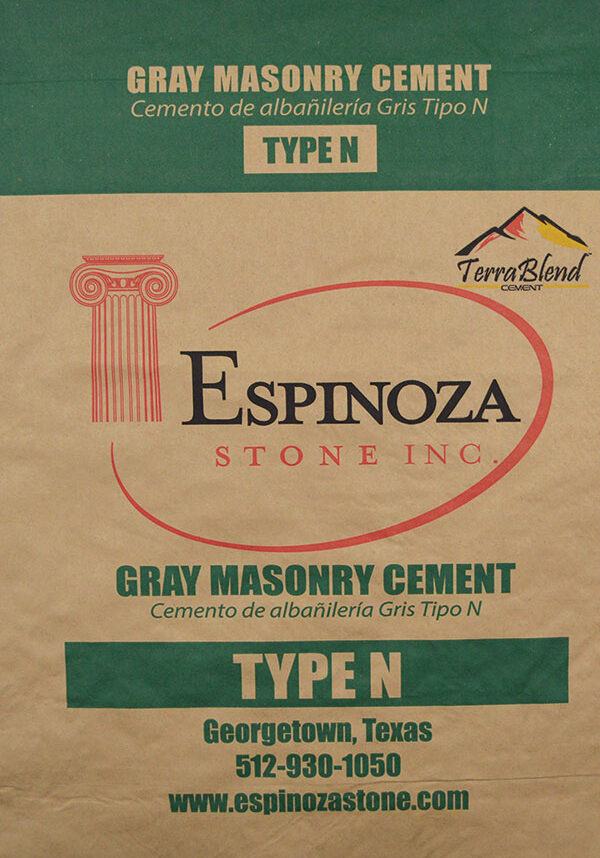 GRAY MASONRY CEMENT
Cemento de albañilería Gris Tipo N
TYPE N
TerraBlend™
CEMENT
ESPINOZA
STONE INC.
GRAY MASONRY CEMENT
Cemento de albañilería Gris Tipo N
TYPE N
Georgetown, Texas
512-930-1050
www.espinozastone.com